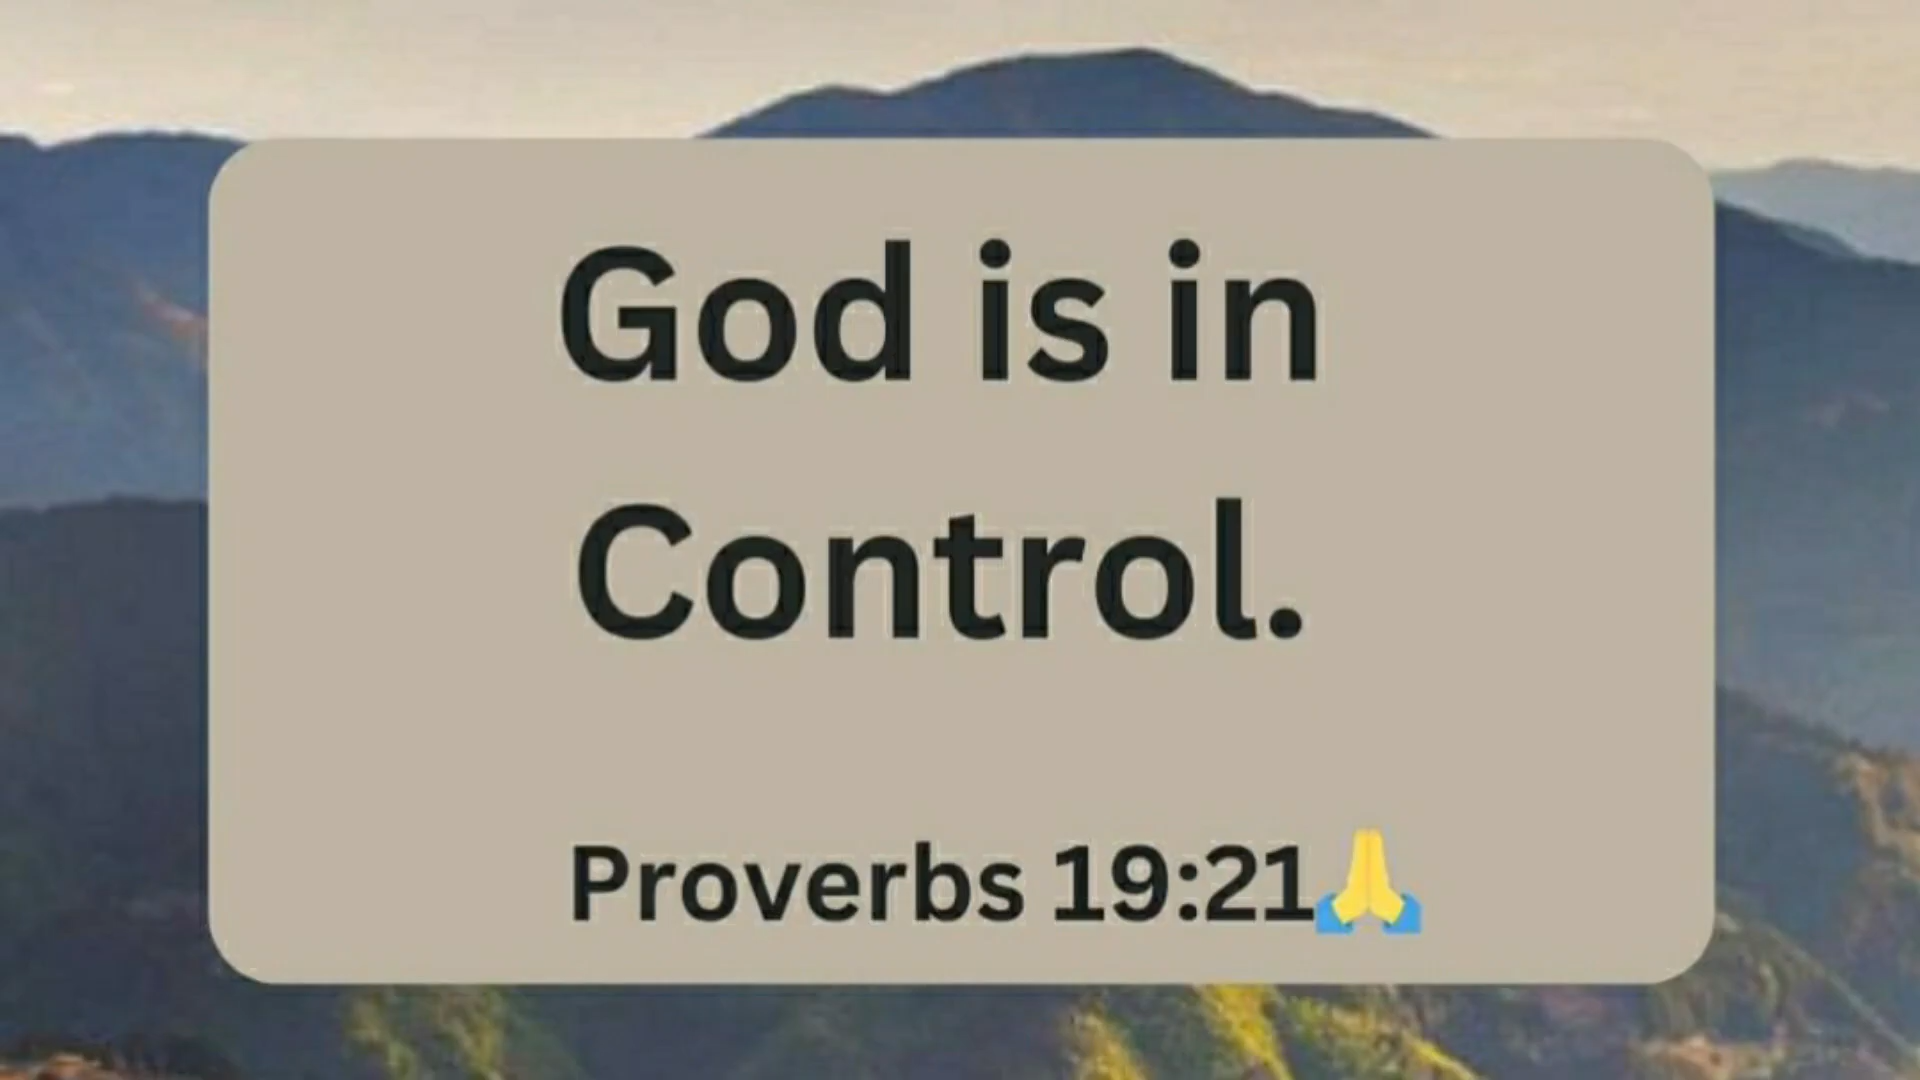 God is in
Control.
Proverbs 19:21🙏